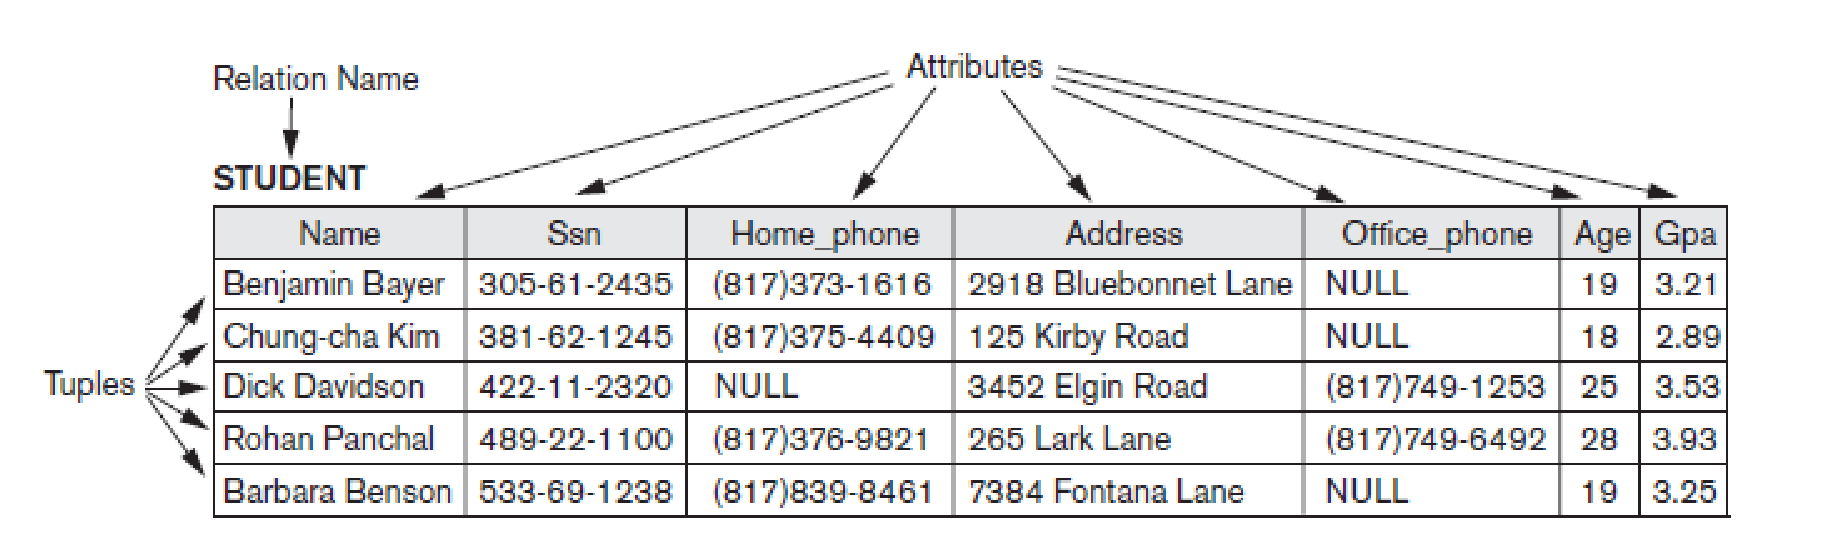 Attributes
Relation Name
STUDENT
Name Ssn Home_phone Address Office_phone Age Gpa
Benjamin Bayer 305-61-2435 (817)373-1616 2918 Bluebonnet Lane NULL 19 3.21
Chung-cha Kim 381-62-1245 (817)375-4409 125 Kirby Road NULL 18 2.89
Tuples
Dick Davidson 422-11-2320 NULL 3452 Elgin Road (817)749-1253 25 3.53
Rohan Panchal 489-22-1100 (817)376-9821 265 Lark Lane (817)749-6492 28 3.93
Barbara Benson 533-69-1238 (817)839-8461 7384 Fontana Lane NULL 19 3.25